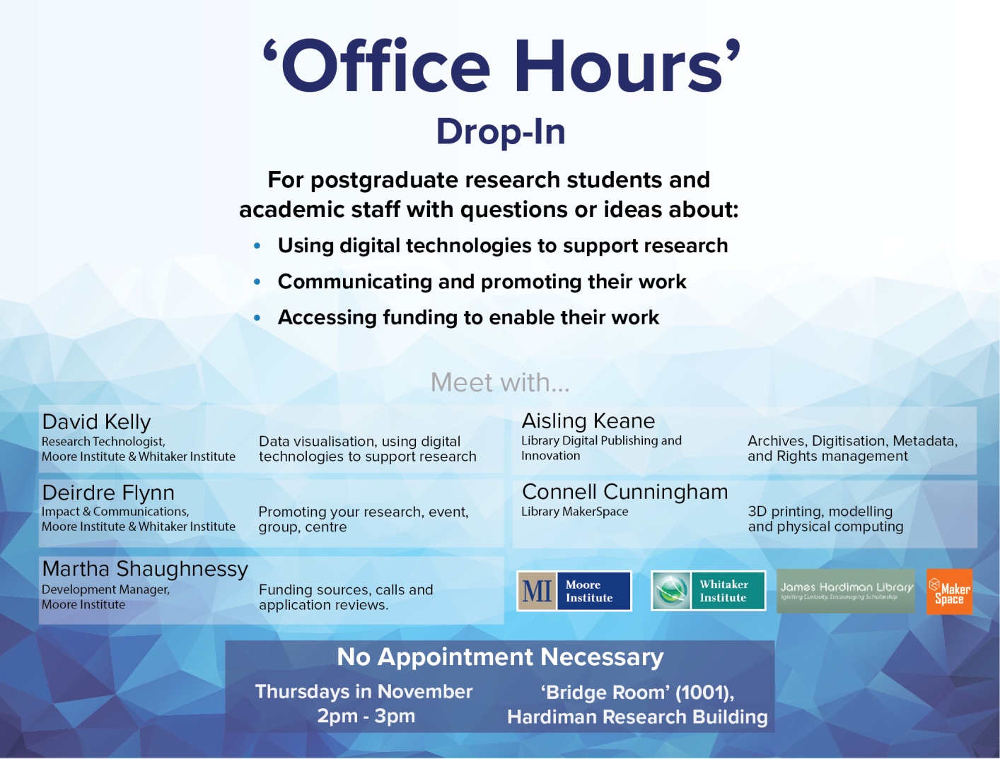 ‘Office Hours’
Drop-In
For postgraduate research students and
academic staff with questions or ideas about:
• Using digital technologies to support research
• Communicating and promoting their work
• Accessing funding to enable their work
Meet with...
David Kelly
Research Technologist,
Moore Institute & Whitaker Institute
Data visualisation, using digital
technologies to support research
Deirdre Flynn
Impact & Communications,
Moore Institute & Whitaker Institute
Promoting your research, event,
group, centre
Martha Shaughnessy
Development Manager,
Moore Institute
Funding sources, calls and
application reviews.
Aisling Keane
Library Digital Publishing and
Innovation
Archives, Digitisation, Metadata,
and Rights management
Connell Cunningham
Library MakerSpace
3D printing, modelling
and physical computing
MI
Moore
Institute
Whitaker
Institute
James Hardiman Library
Igniting Curiosity, Encouraging Scholarship
Maker
Space
No Appointment Necessary
Thursdays in November
2pm - 3pm
‘Bridge Room’ (1001),
Hardiman Research Building